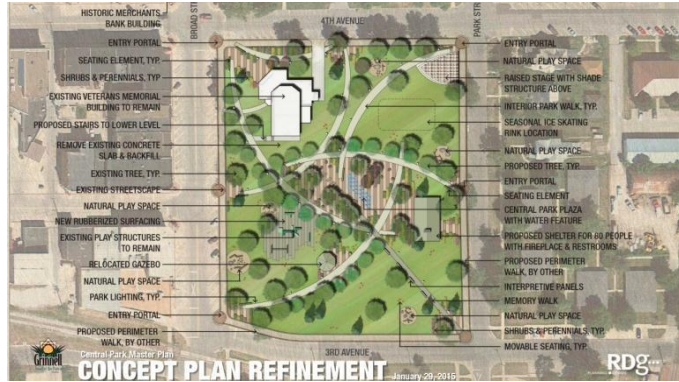 HISTORIC MERCHANTS
BANK BUILDING
ENTRY PORTAL
SEATING ELEMENT, TYP.
SHRUBS & PERENNIALS, TYP
EXISTING VETERANS MEMORIAL
BUILDING TO REMAIN
PROPOSED STAIRS TO LOWER LEVEL
REMOVE EXISTING CONCRETE
SLAB & BACKFILL
EXISTING TREE, TYP.
EXISTING STREETSCAPE
NATURAL PLAY SPACE
NEW RUBBERIZED SURFACING
EXISTING PLAY STRUCTURES
TO REMAIN
RELOCATED GAZEBO
NATURAL PLAY SPACE
PARK LIGHTING, TYP.
ENTRY PORTAL
PROPOSED PERIMETER
WALK, BY OTHER
BROAD ST
4TH AVENUE
PARK STR
3RD AVENUE
ENTRY PORTAL
NATURAL PLAY SPACE
RAISED STAGE WITH SHADE
STRUCTURE ABOVE
INTERIOR PARK WALK, TYP.
SEASONAL ICE SKATING
RINK LOCATION
NATURAL PLAY SPACE
PROPOSED TREE, TYP.
ENTRY PORTAL
SEATING ELEMENT
CENTRAL PARK PLAZA
WITH WATER FEATURE
PROPOSED SHELTER FOR 80 PEOPLE
WITH FIREPLACE & RESTROOMS
PROPOSED PERIMETER
WALK, BY OTHER
INTERPRETIVE PANELS
MEMORY WALK
NATURAL PLAY SPACE
SHRUBS & PERENNIALS, TYP.
MOVABLE SEATING, TYP.
Grinnell
Central Park Master Plan
CONCEPT PLAN REFINEMENT
January 29, 2015
RDg...